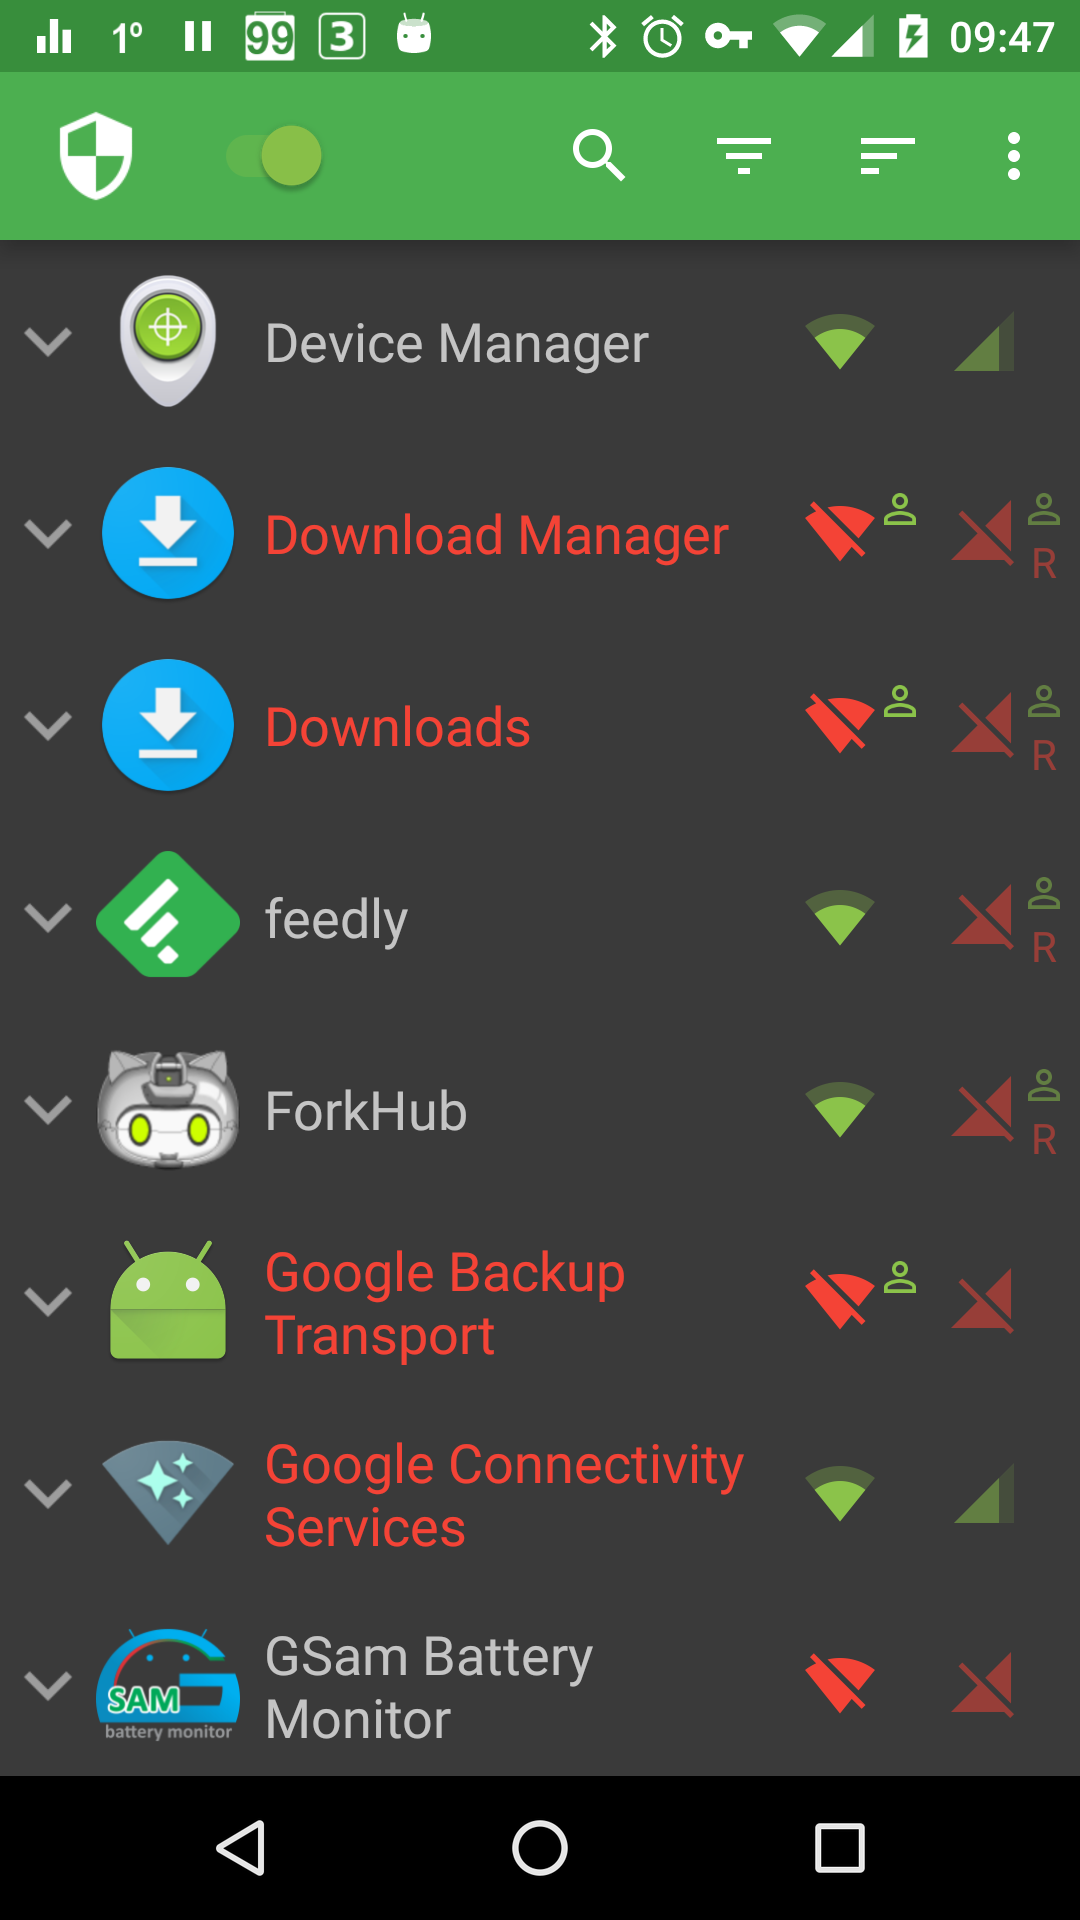 1º 99 3 09:47
Device Manager
Download Manager
R
Downloads
R
feedly
R
ForkHub
R
Google Backup
Transport
Google Connectivity
Services
SAM
battery monitor
GSam Battery
Monitor